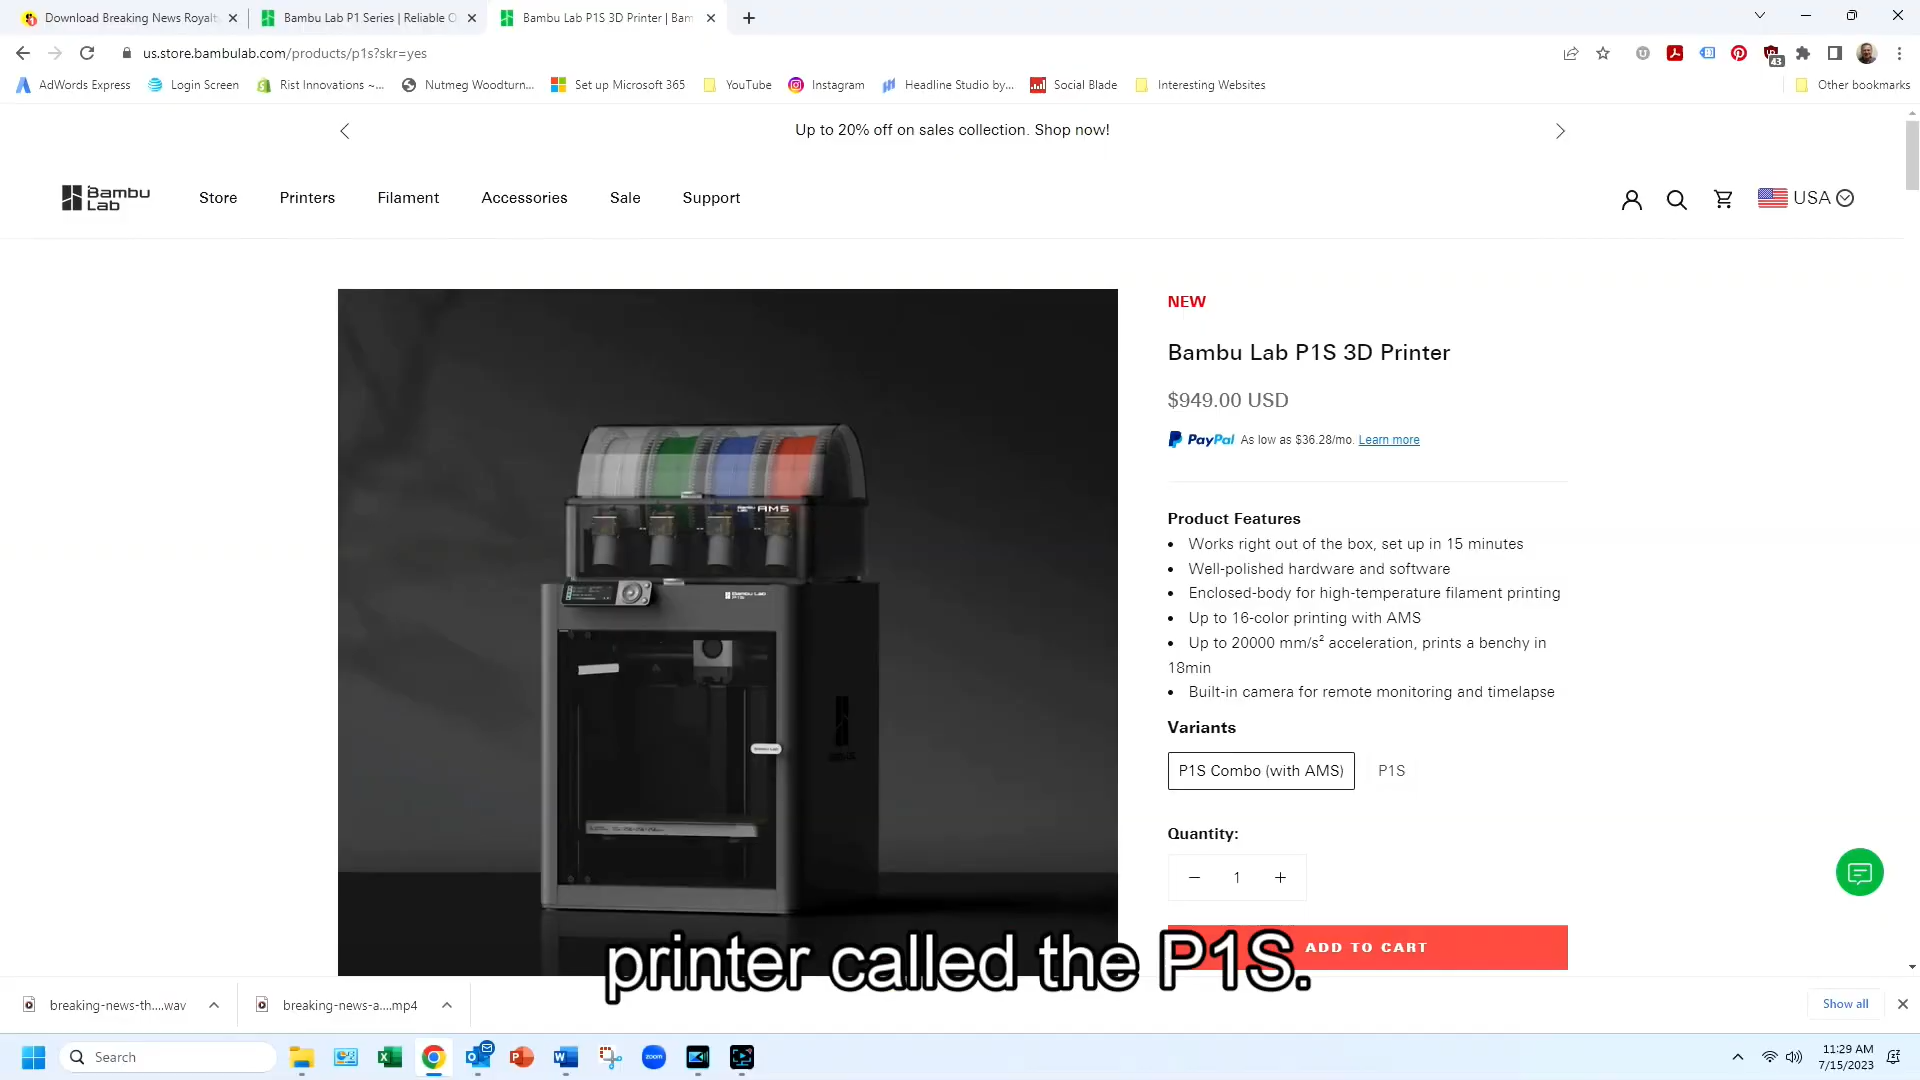 Download Breaking News Royalt
Bambu Lab P1 Series | Reliable O
Bambu Lab P1S 3D Printer | Bam
us.store.bambulab.com/products/p1s?skr=yes
43
AdWords Express
Login Screen
Rist Innovations ~...
Nutmeg Woodturn...
Set up Microsoft 365
YouTube
Instagram
Headline Studio by...
Social Blade
Interesting Websites
Other bookmarks
Up to 20% off on sales collection. Shop now!
Bambu
Lab
Store
Printers
Filament
Accessories
Sale
Support
USA
NEW
Bambu Lab P1S 3D Printer
$949.00 USD
PayPal As low as $36.28/mo. Learn more
Product Features
• Works right out of the box, set up in 15 minutes
• Well-polished hardware and software
• Enclosed-body for high-temperature filament printing
• Up to 16-color printing with AMS
• Up to 20000 mm/s² acceleration, prints a benchy in
18min
• Built-in camera for remote monitoring and timelapse
Variants
P1S Combo (with AMS)
P1S
Quantity:
− 1 +
ADD TO CART
AMS
Bambu Lab
P1S
printer called the P1S.
breaking-news-th....wav
breaking-news-a....mp4
Show all
Search
zoom
11:29 AM
7/15/2023